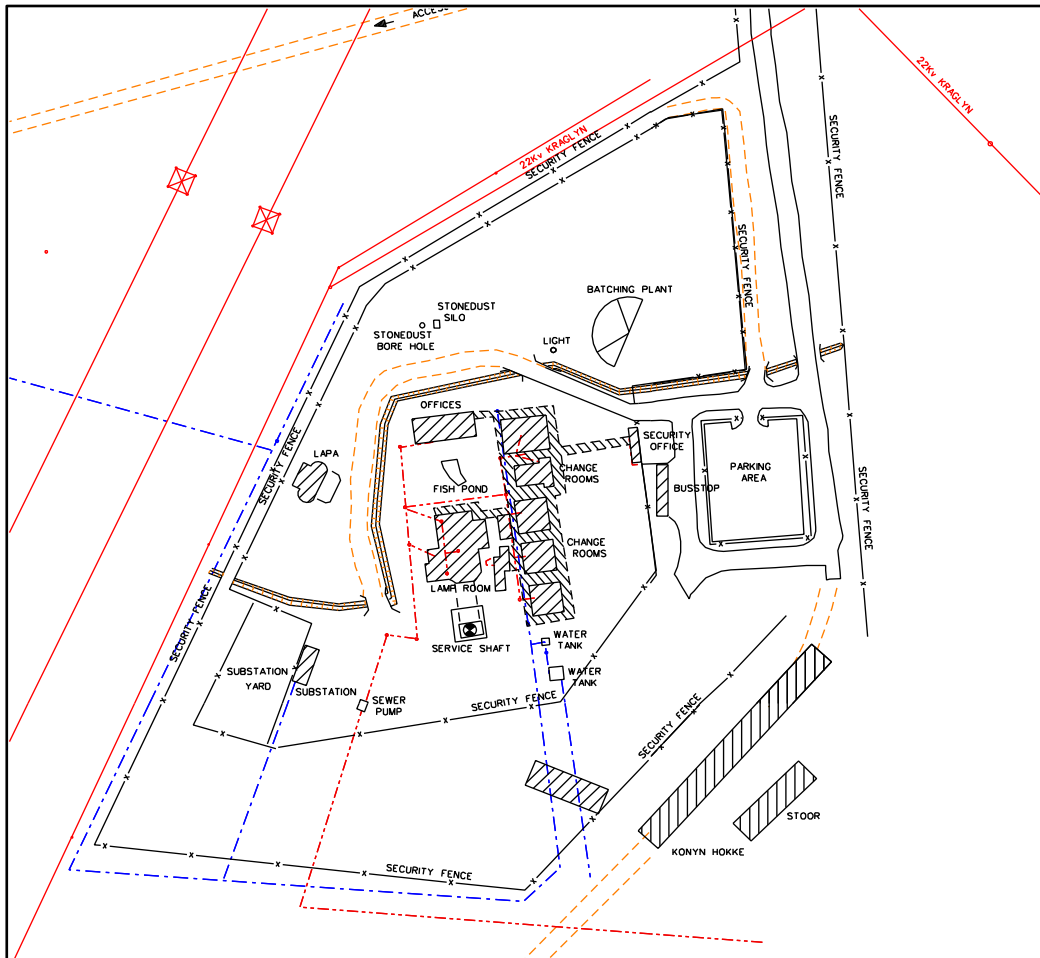 ACCESS
22Kv KRAGLYN
22Kv KRAGLYN
SECURITY FENCE
SECURITY FENCE
SECURITY FENCE
BATCHING PLANT
STONEDUST
SILO
STONEDUST
BORE HOLE
LIGHT
OFFICES
SECURITY
OFFICE
LAPA
SECURITY FENCE
CHANGE
ROOMS
PARKING
AREA
FISH POND
BUSSTOP
SECURITY FENCE
CHANGE
ROOMS
LAMP ROOM
SECURITY FENCE
SERVICE SHAFT
WATER
TANK
SUBSTATION
YARD
SUBSTATION
WATER
TANK
SEWER
PUMP
SECURITY FENCE
SECURITY FENCE
STOOR
KONYN HOKKE
SECURITY FENCE